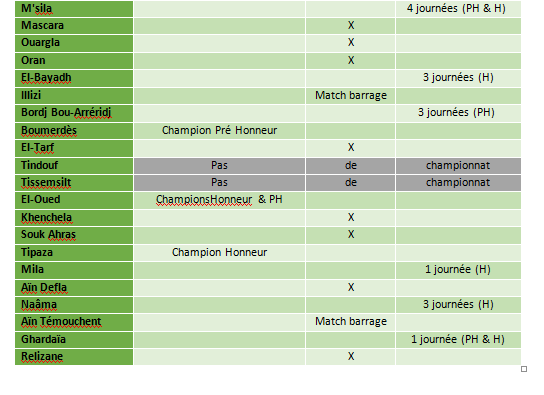 M'sila 4 journées (PH & H)
Mascara X
Ouargla X
Oran X
El-Bayadh 3 journées (H)
Illizi Match barrage
Bordj Bou-Arréridj 3 journées (PH)
Boumerdès Champion Pré Honneur
El-Tarf X
Tindouf Pas de championnat
Tissemsilt Pas de championnat
El-Oued ChampionsHonneur & PH
Khenchela X
Souk Ahras X
Tipaza Champion Honneur
Mila 1 journée (H)
Aïn Defla X
Naâma 3 journées (H)
Aïn Témouchent Match barrage
Ghardaïa 1 journée (PH & H)
Relizane X